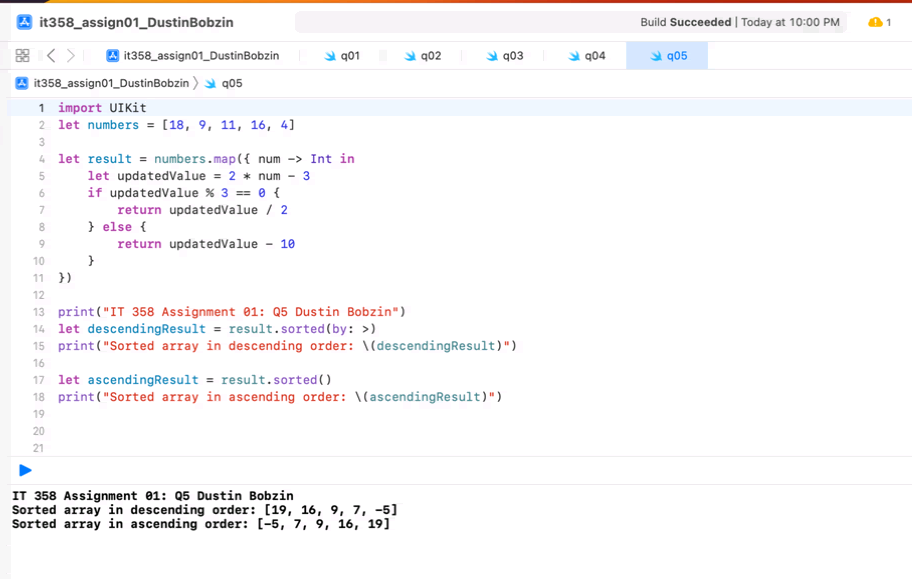 it358_assign01_DustinBobzin
Build Succeeded | Today at 10:00 PM
1
it358_assign01_DustinBobzin
q01
q02
q03
q04
q05
it358_assign01_DustinBobzin 〉 q05
1 import UIKit
2 let numbers = [18, 9, 11, 16, 4]
3
4 let result = numbers.map({ num -> Int in
5 let updatedValue = 2 * num - 3
6 if updatedValue % 3 == 0 {
7 return updatedValue / 2
8 } else {
9 return updatedValue - 10
10 }
11 })
12
13 print("IT 358 Assignment 01: Q5 Dustin Bobzin")
14 let descendingResult = result.sorted(by: >)
15 print("Sorted array in descending order: \(descendingResult)")
16
17 let ascendingResult = result.sorted()
18 print("Sorted array in ascending order: \(ascendingResult)")
19
20
21
IT 358 Assignment 01: Q5 Dustin Bobzin
Sorted array in descending order: [19, 16, 9, 7, -5]
Sorted array in ascending order: [-5, 7, 9, 16, 19]